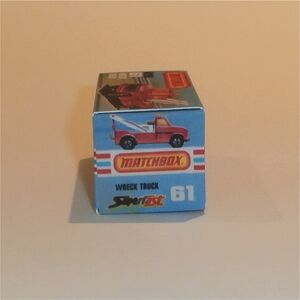 MATCHBOX
WRECK TRUCK
Superfast 61